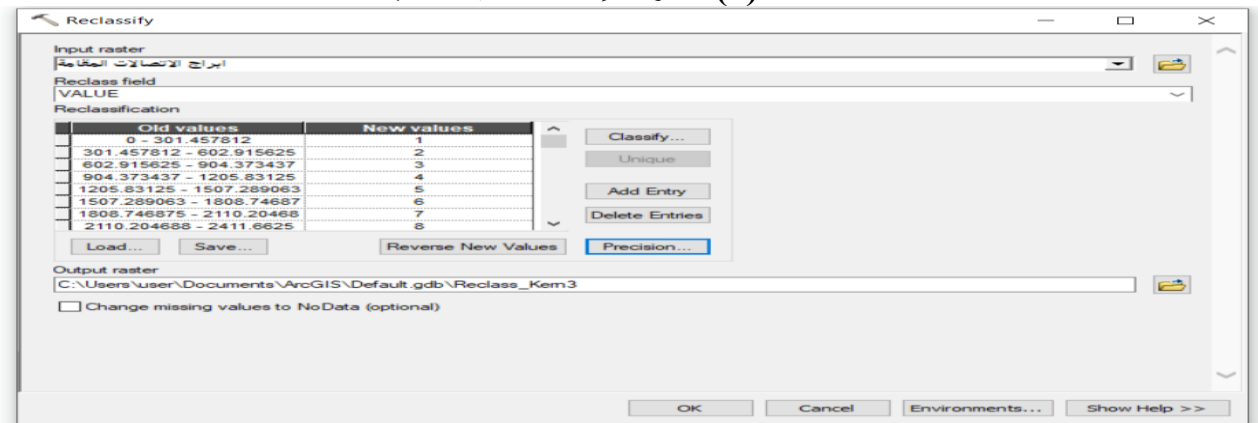 Reclassify
Input raster
ابراج الاتصالات المقامة
Reclass field
VALUE
Reclassification
Old values New values
0 - 301.457812 1
301.457812 - 602.915625 2
602.915625 - 904.373437 3
904.373437 - 1205.83125 4
1205.83125 - 1507.289063 5
1507.289063 - 1808.74687 6
1808.746875 - 2110.20468 7
2110.204688 - 2411.6625 8
Classify...
Unique
Add Entry
Delete Entries
Load... Save... Reverse New Values Precision...
Output raster
C:\Users\user\Documents\ArcGIS\Default.gdb\Reclass_Kern3
Change missing values to NoData (optional)
OK Cancel Environments... Show Help >>